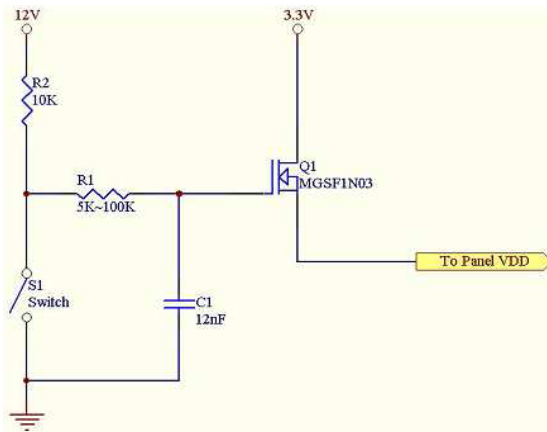 12V
3.3V
R2
10K
R1
5K~100K
Q1
MGSF1N03
To Panel VDD
S1
Switch
C1
12nF